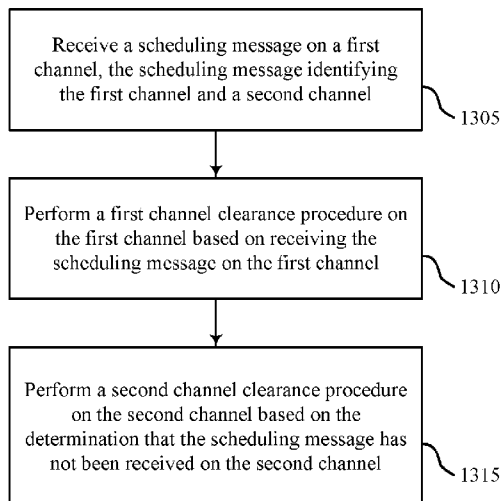 Receive a scheduling message on a first
channel, the scheduling message identifying
the first channel and a second channel
1305
Perform a first channel clearance procedure on
the first channel based on receiving the
scheduling message on the first channel
1310
Perform a second channel clearance procedure
on the second channel based on the
determination that the scheduling message has
not been received on the second channel
1315